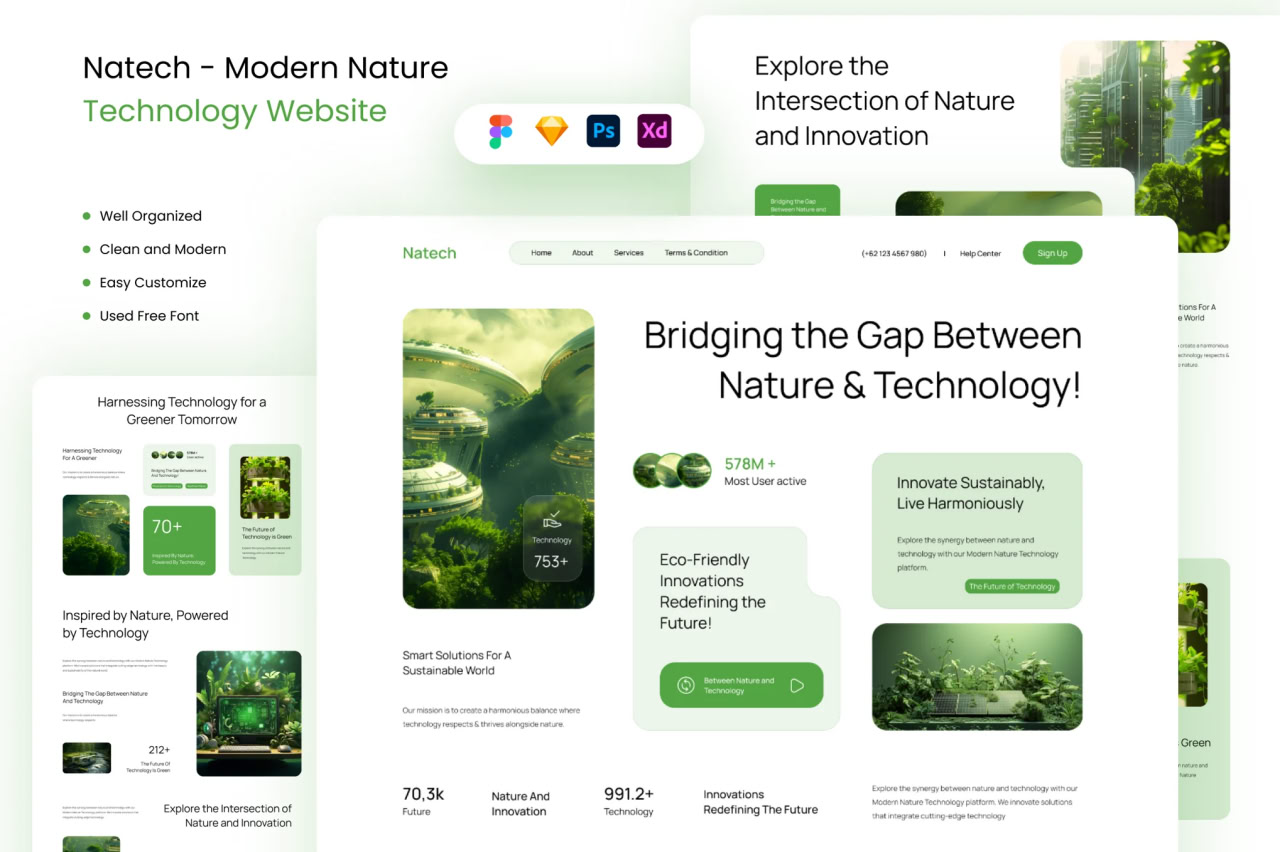 Natech - Modern Nature
Technology Website
Well Organized
Clean and Modern
Easy Customize
Used Free Font
Ps
Xd
Explore the
Intersection of Nature
and Innovation
Bridging the Gap
Between Nature and
Natech
Home
About
Services
Terms & Condition
(+62 123 4567 980)
Help Center
Sign Up
Bridging the Gap Between
Nature & Technology!
Technology
753+
578M +
Most User active
Innovate Sustainably,
Live Harmoniously
Explore the synergy between nature and
technology with our Modern Nature Technology
platform.
The Future of Technology
Eco-Friendly
Innovations
Redefining the
Future!
Between Nature and
Technology
Smart Solutions For A
Sustainable World
Our mission is to create a harmonious balance where
technology respects & thrives alongside nature.
70,3k
Future
Nature And
Innovation
991.2+
Technology
Innovations
Redefining The Future
Explore the synergy between nature and technology with our
Modern Nature Technology platform. We innovate solutions
that integrate cutting-edge technology
Harnessing Technology for a
Greener Tomorrow
Harnessing Technology
For A Greener
Bridging The Gap Between Nature
And Technology!
70+
Inspired By Nature,
Powered By Technology
The Future of
Technology is Green
Inspired by Nature, Powered
by Technology
Bridging The Gap Between Nature
And Technology
212+
The Future Of
Technology is Green
Explore the Intersection of
Nature and Innovation
tions For A
e World
create a harmonious
technology respects &
nature.
Green
nature and
Nature